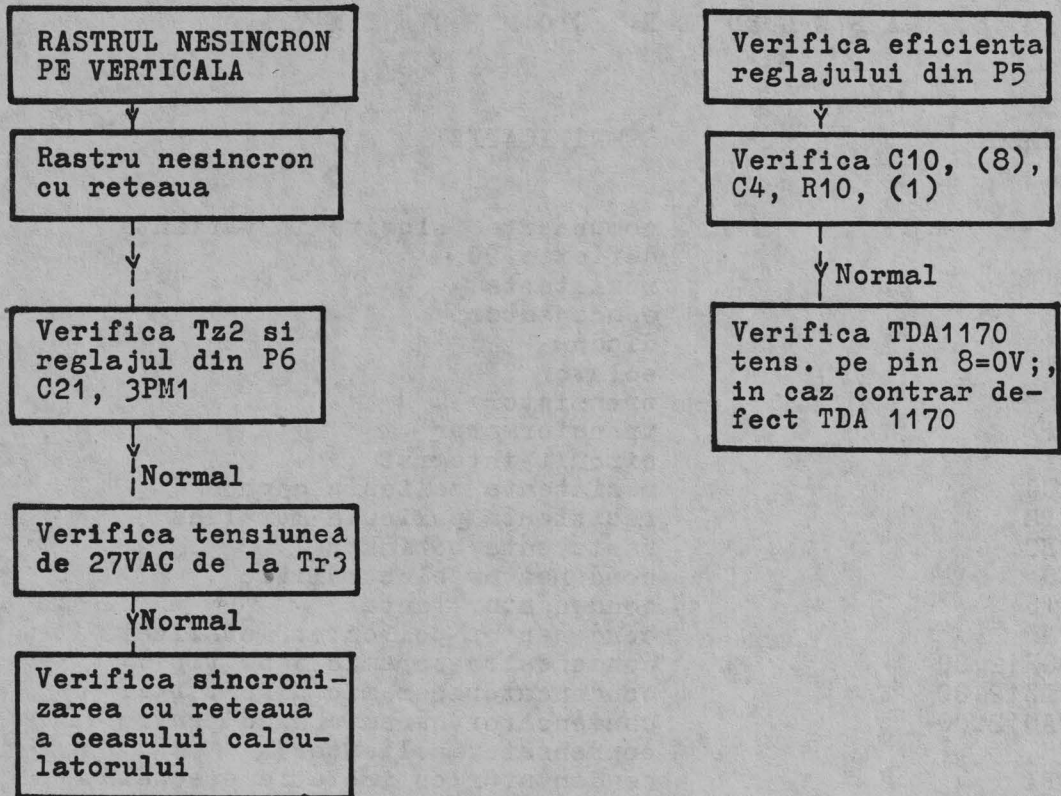 RASTRUL NESINCRON
PE VERTICALA
Rastru nesincron
cu reteaua
Verifica Tz2 si
reglajul din P6
C21, 3PM1
Normal
Verifica tensiunea
de 27VAC de la Tr3
Normal
Verifica sincroni-
zarea cu reteaua
a ceasului calcu-
latorului
Verifica eficienta
reglajului din P5
Verifica C10, (8),
C4, R10, (1)
Normal
Verifica TDA1170
tens. pe pin 8=0V;,
in caz contrar de-
fect TDA 1170